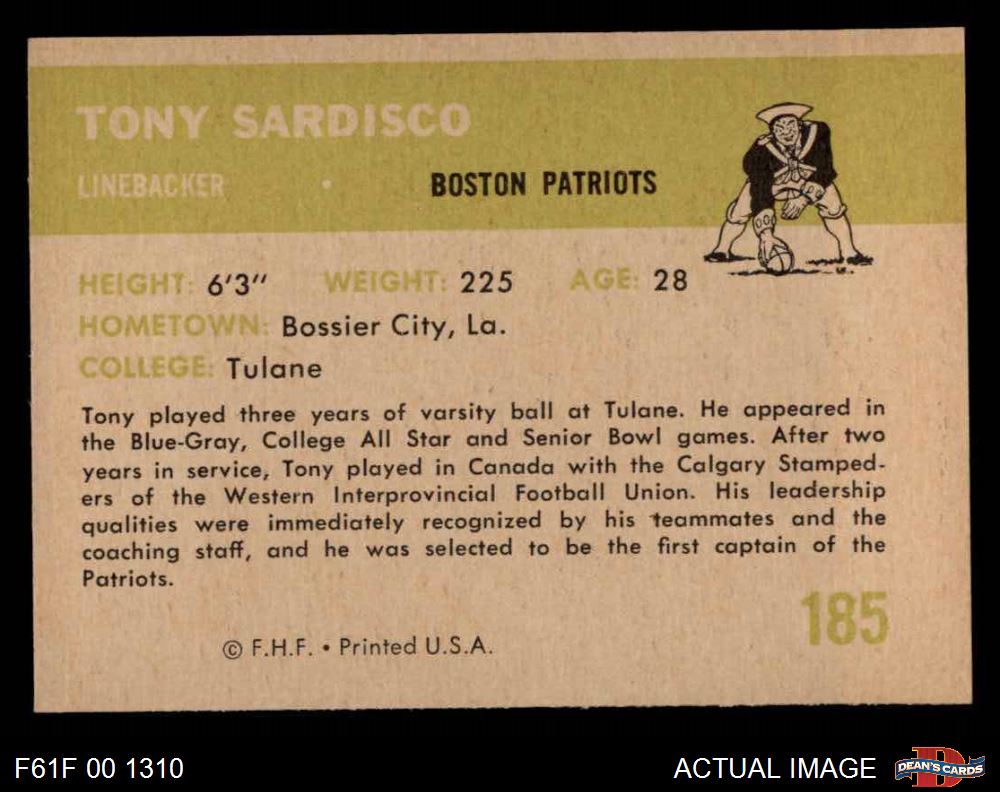 TONY SARDISCO
LINEBACKER • BOSTON PATRIOTS
HEIGHT: 6'3" WEIGHT: 225 AGE: 28
HOMETOWN: Bossier City, La.
COLLEGE: Tulane
Tony played three years of varsity ball at Tulane. He appeared in
the Blue-Gray, College All Star and Senior Bowl games. After two
years in service, Tony played in Canada with the Calgary Stamped-
ers of the Western Interprovincial Football Union. His leadership
qualities were immediately recognized by his teammates and the
coaching staff, and he was selected to be the first captain of the
Patriots.
185
© F.H.F. • Printed U.S.A.
F61F 00 1310
ACTUAL IMAGE
D
DEAN'S CARDS